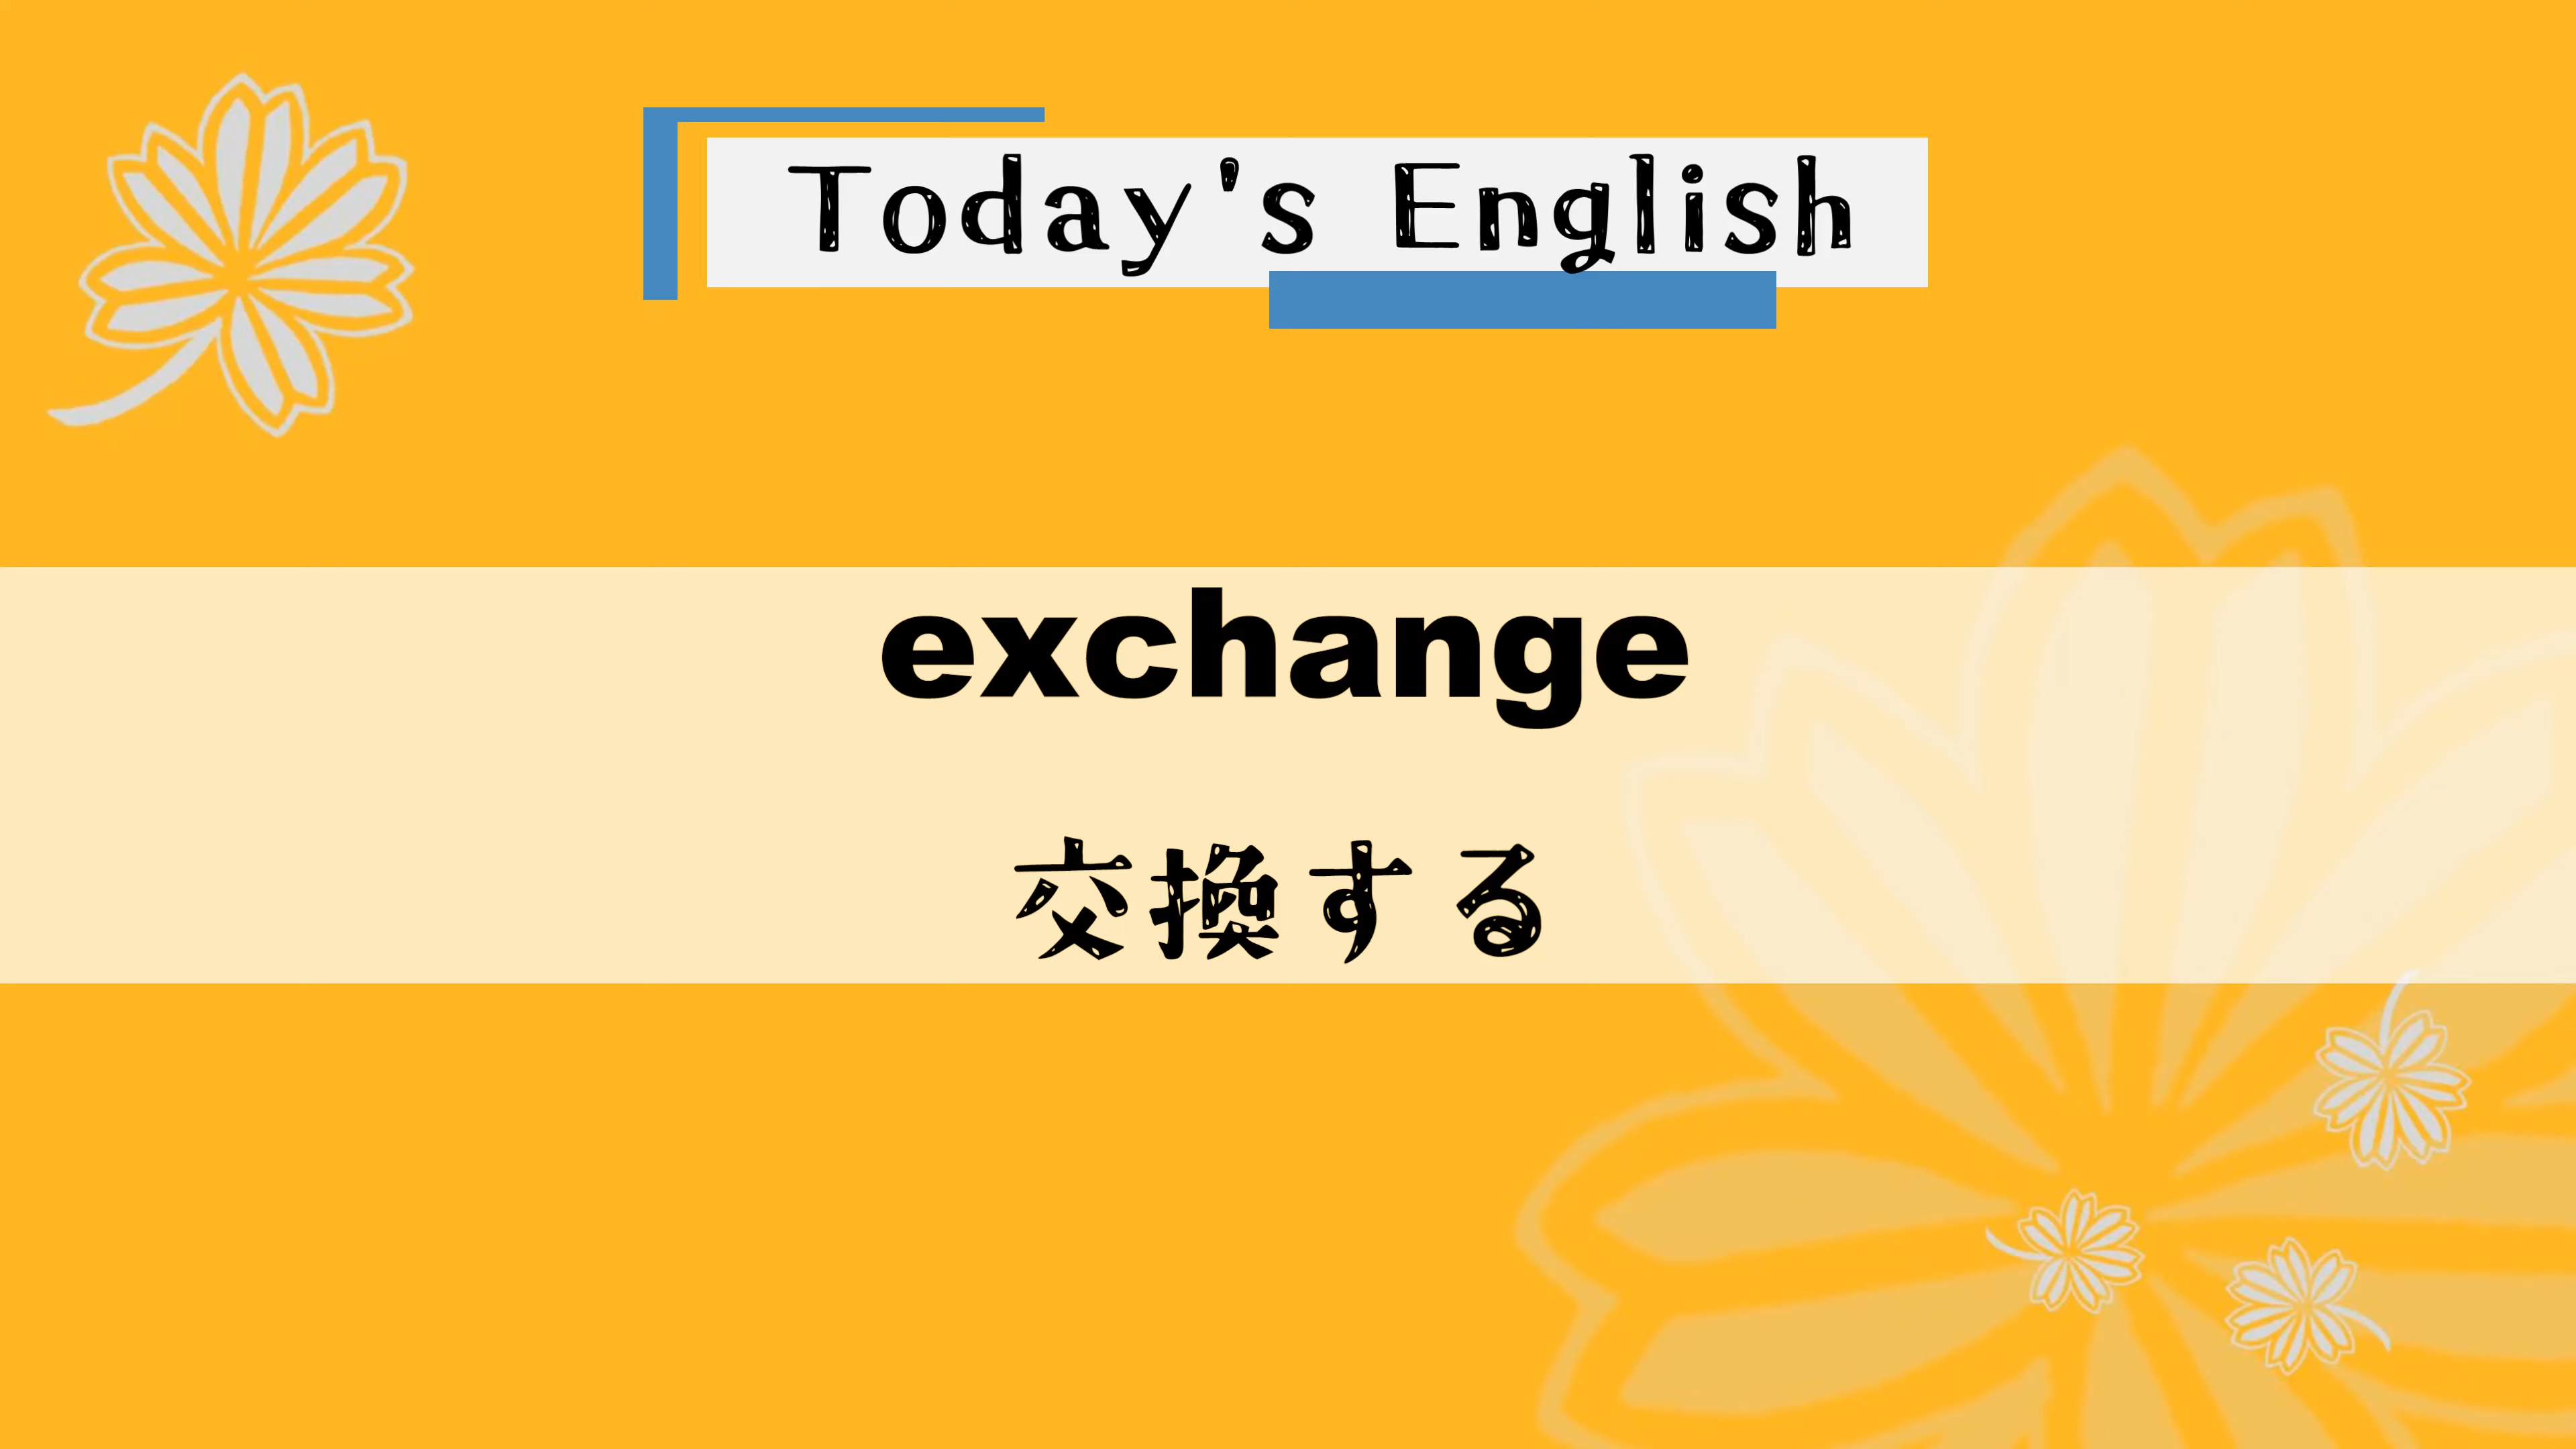 Today's English
exchange
交換する